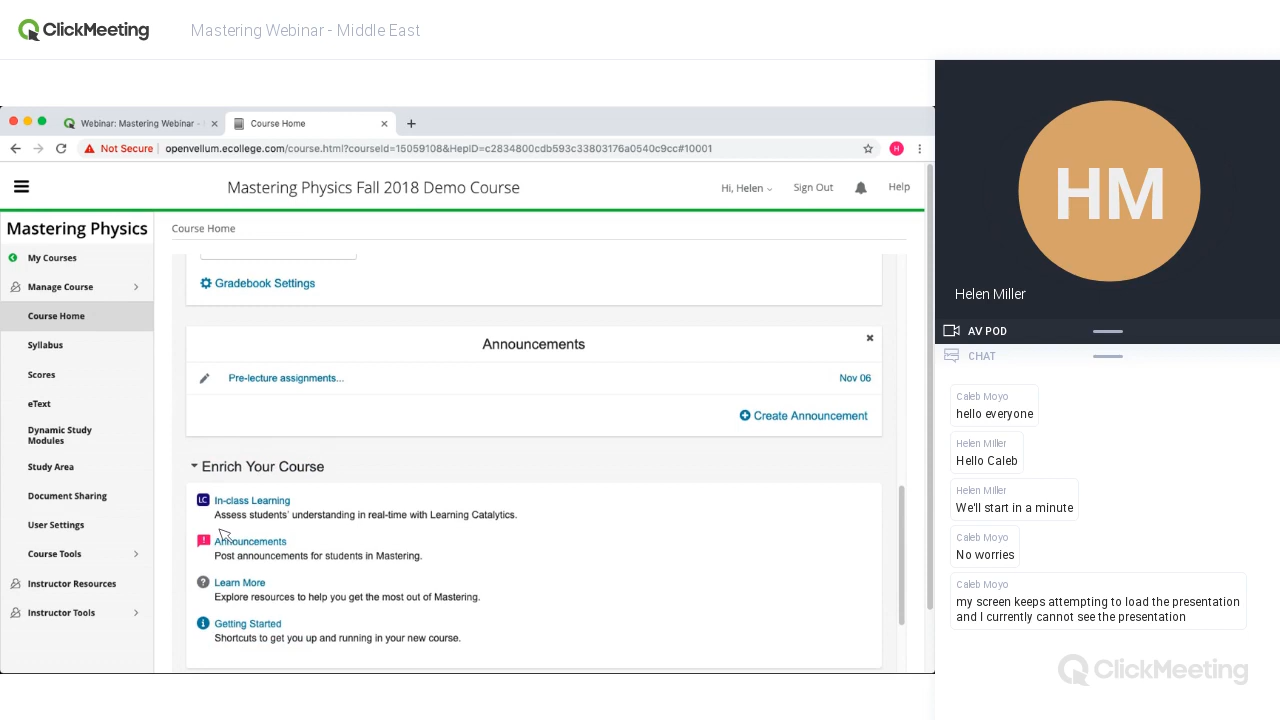 ClickMeeting
Mastering Webinar - Middle East
Webinar: Mastering Webinar -
Course Home
Not Secure
openvellum.ecollege.com/course.html?courseId=15059108&HepID=c2834800cdb593c33803176a0540c9cc#10001
H
Mastering Physics Fall 2018 Demo Course
Hi, Helen
Sign Out
Help
Mastering Physics
My Courses
Manage Course
Course Home
Syllabus
Scores
eText
Dynamic Study
Modules
Study Area
Document Sharing
User Settings
Course Tools
Instructor Resources
Instructor Tools
Course Home
Gradebook Settings
Announcements
Pre-lecture assignments...
Nov 06
Create Announcement
Enrich Your Course
LC
In-class Learning
Assess students' understanding in real-time with Learning Catalytics.
Announcements
Post announcements for students in Mastering.
Learn More
Explore resources to help you get the most out of Mastering.
Getting Started
Shortcuts to get you up and running in your new course.
HM
Helen Miller
AV POD
CHAT
Caleb Moyo
hello everyone
Helen Miller
Hello Caleb
Helen Miller
We'll start in a minute
Caleb Moyo
No worries
Caleb Moyo
my screen keeps attempting to load the presentation
and I currently cannot see the presentation
ClickMeeting